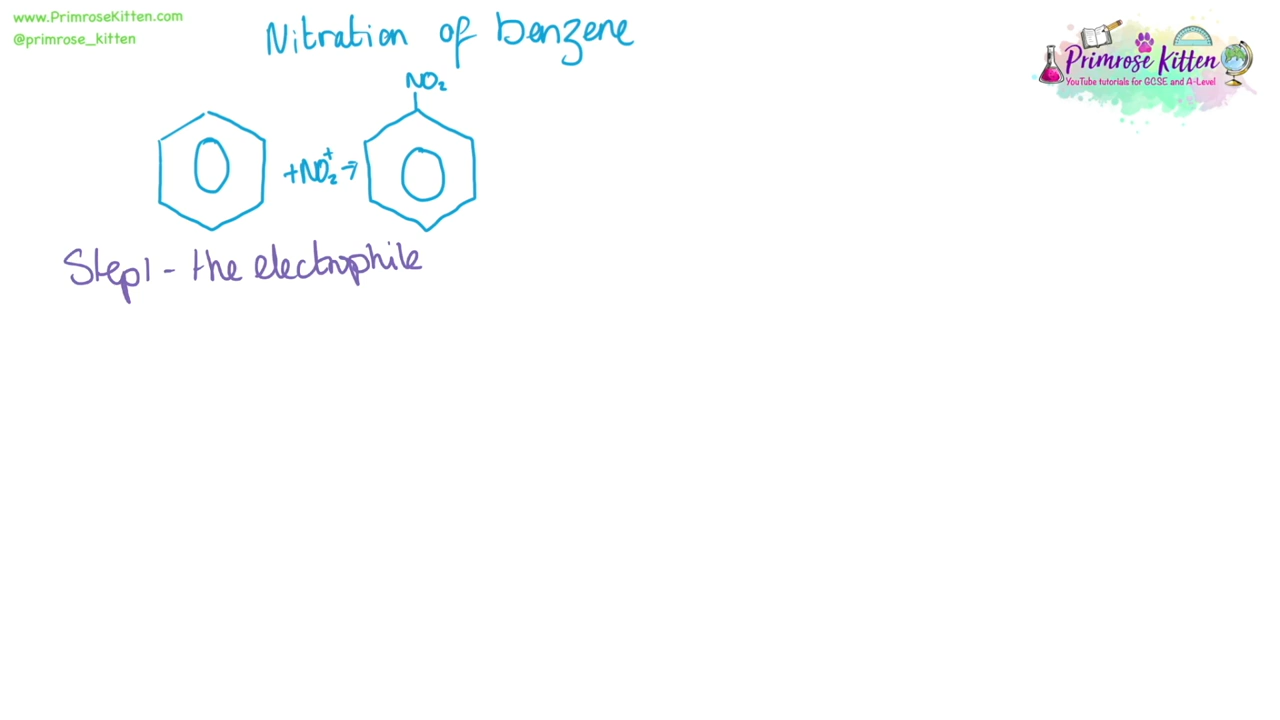 www.PrimroseKitten.com
@primrose_kitten
Nitration of benzene
Primrose Kitten
YouTube tutorials for GCSE and A-Level
NO₂
+NO₂⁺→
Step1 - the electrophile